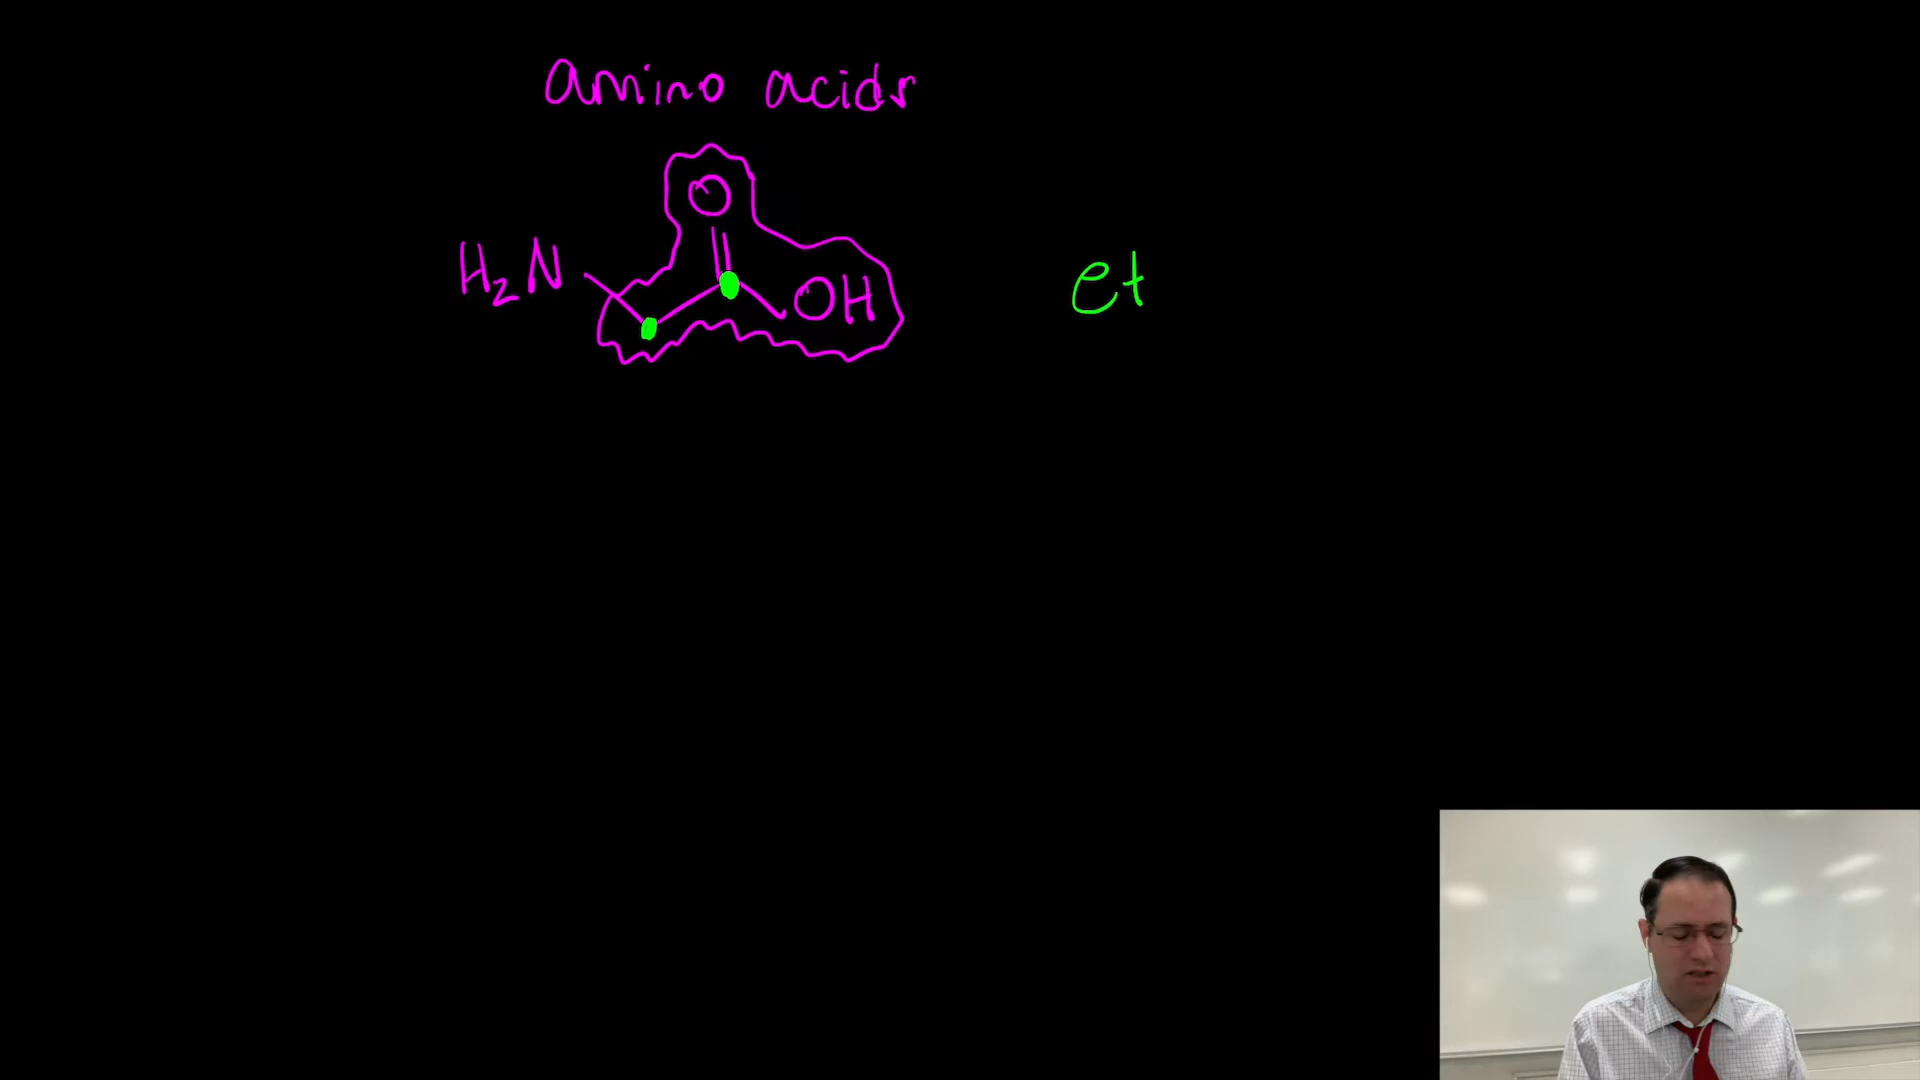 amino acids
O
H₂N OH
et